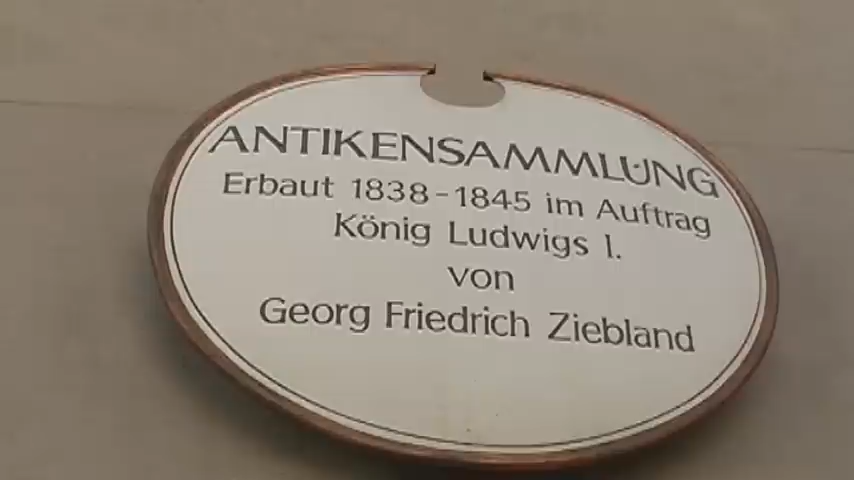 ANTIKENSAMMLUNG
Erbaut 1838-1845 im Auftrag
König Ludwigs I.
von
Georg Friedrich Ziebland